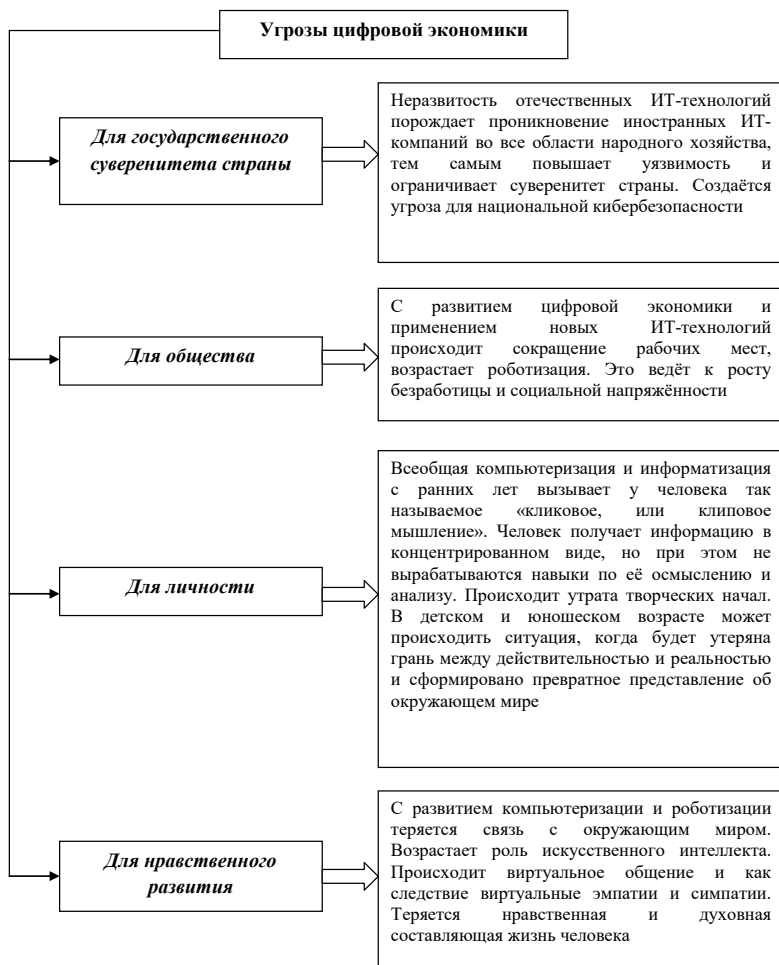 Угрозы цифровой экономики
Для государственного
суверенитета страны
Неразвитость отечественных ИТ-технологий
порождает проникновение иностранных ИТ-
компаний во все области народного хозяйства,
тем самым повышает уязвимость и
ограничивает суверенитет страны. Создаётся
угроза для национальной кибербезопасности
Для общества
С развитием цифровой экономики и
применением новых ИТ-технологий
происходит сокращение рабочих мест,
возрастает роботизация. Это ведёт к росту
безработицы и социальной напряжённости
Для личности
Всеобщая компьютеризация и информатизация
с ранних лет вызывает у человека так
называемое «кликовое, или клиповое
мышление». Человек получает информацию в
концентрированном виде, но при этом не
вырабатываются навыки по её осмыслению и
анализу. Происходит утрата творческих начал.
В детском и юношеском возрасте может
происходить ситуация, когда будет утеряна
грань между действительностью и реальностью
и сформировано превратное представление об
окружающем мире
Для нравственного
развития
С развитием компьютеризации и роботизации
теряется связь с окружающим миром.
Возрастает роль искусственного интеллекта.
Происходит виртуальное общение и как
следствие виртуальные эмпатии и симпатии.
Теряется нравственная и духовная
составляющая жизнь человека